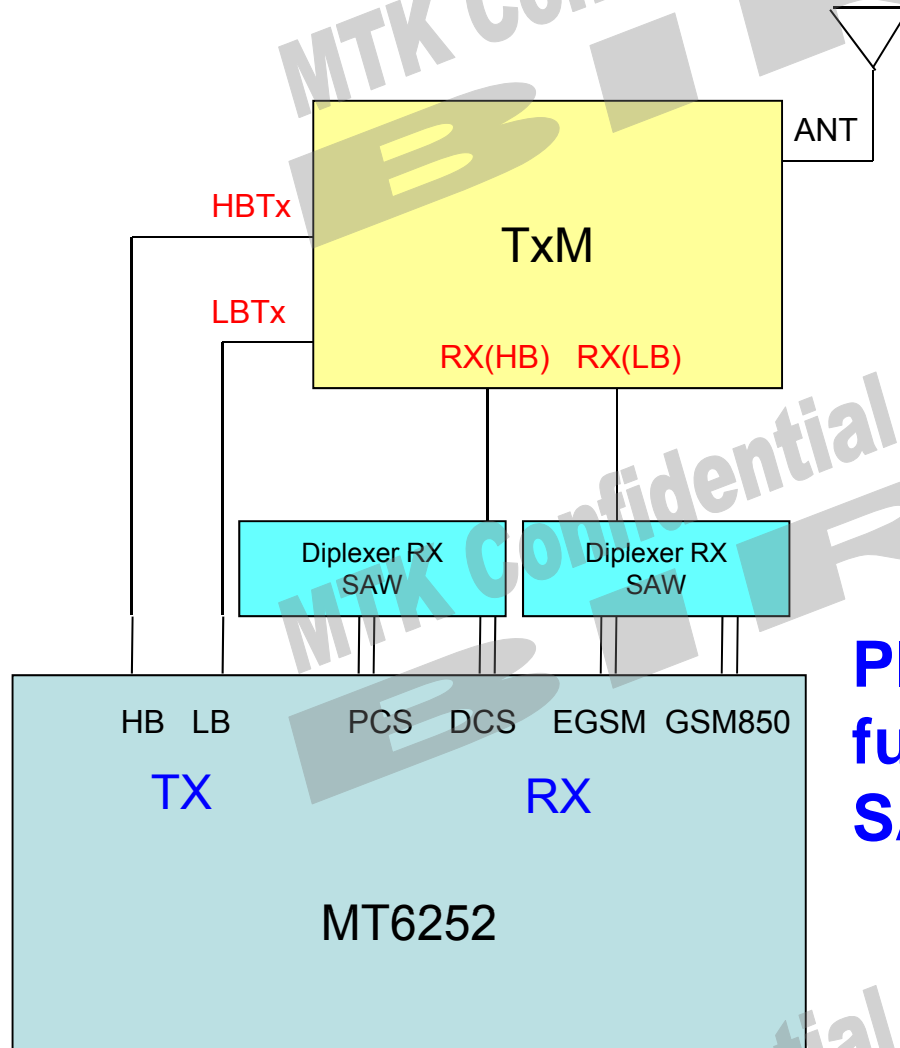 MTK Con
ANT
HBTx
TxM
LBTx
RX(HB) RX(LB)
MTK Confidential
Diplexer RX
SAW
Diplexer RX
SAW
HB LB PCS DCS EGSM GSM850
TX RX
MT6252